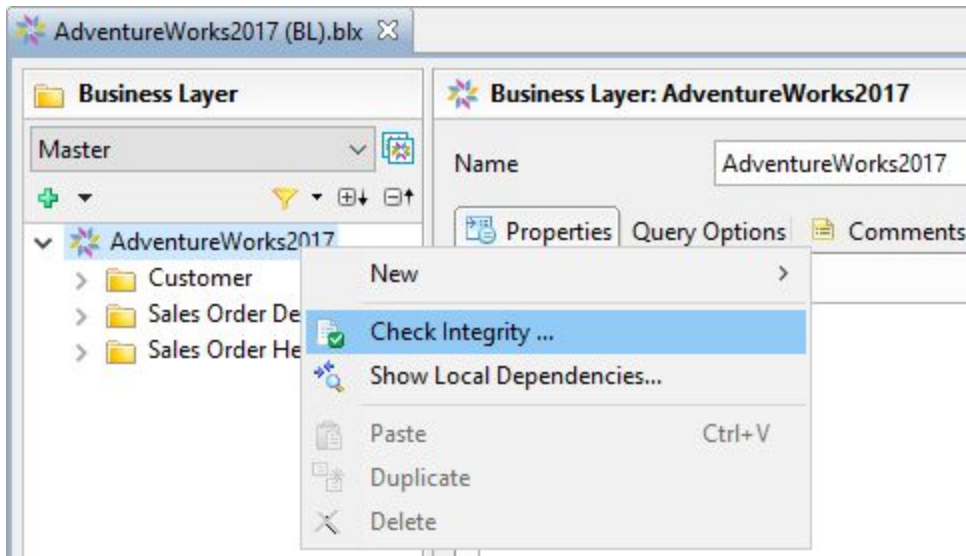 AdventureWorks2017 (BL).blx
Business Layer
Business Layer: AdventureWorks2017
Master
Name
AdventureWorks2017
Properties
Query Options
Comments
AdventureWorks2017
Customer
Sales Order De
Sales Order He
New
Check Integrity ...
Show Local Dependencies...
Paste Ctrl+V
Duplicate
Delete